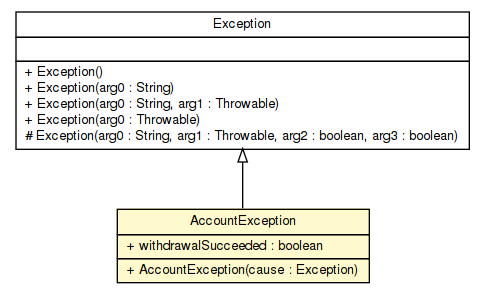 Exception
+ Exception()
+ Exception(arg0 : String)
+ Exception(arg0 : String, arg1 : Throwable)
+ Exception(arg0 : Throwable)
# Exception(arg0 : String, arg1 : Throwable, arg2 : boolean, arg3 : boolean)
AccountException
+ withdrawalSucceeded : boolean
+ AccountException(cause : Exception)